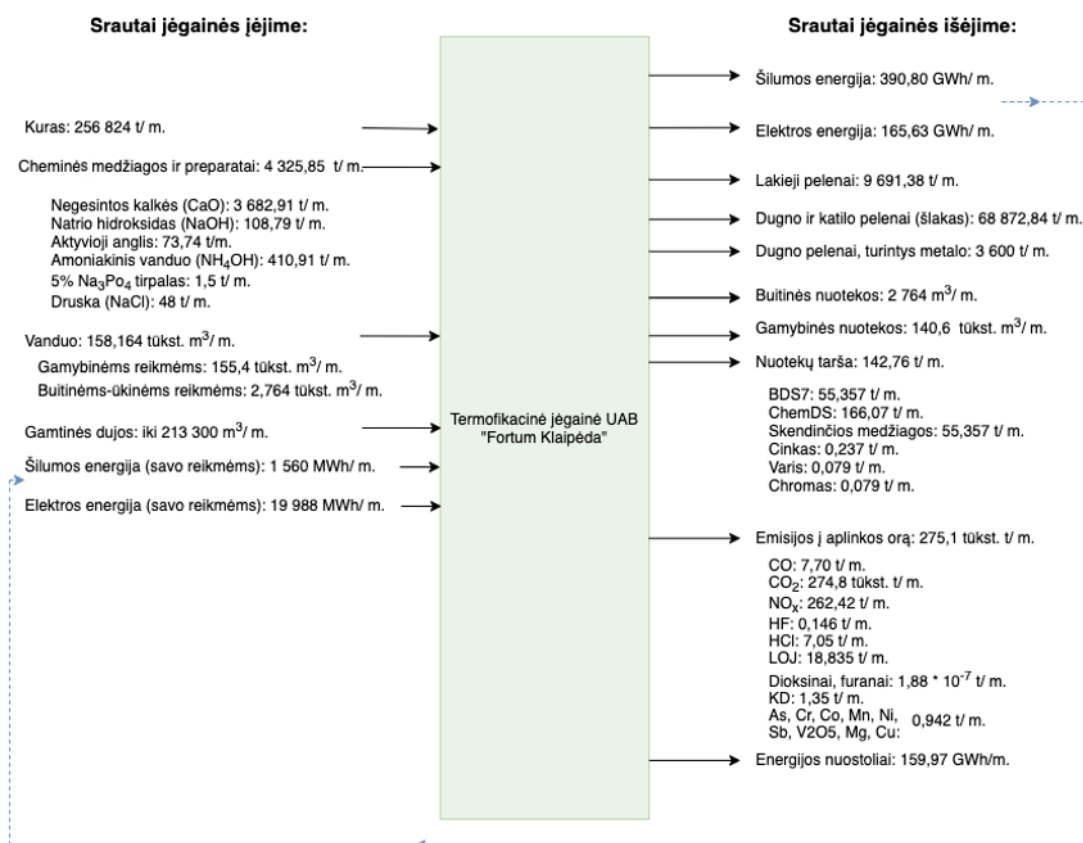 Srautai jėgainės įėjime:
Kuras: 256 824 t/ m.
Cheminės medžiagos ir preparatai: 4 325,85 t/ m.
Negesintos kalkės (CaO): 3 682,91 t/ m.
Natrio hidroksidas (NaOH): 108,79 t/ m.
Aktyvioji anglis: 73,74 t/m.
Amoniakinis vanduo (NH₄OH): 410,91 t/ m.
5% Na₃Po₄ tirpalas: 1,5 t/ m.
Druska (NaCl): 48 t/ m.
Vanduo: 158,164 tūkst. m³/ m.
Gamybinėms reikmėms: 155,4 tūkst. m³/ m.
Buitinėms-ūkinėms reikmėms: 2,764 tūkst. m³/ m.
Gamtinės dujos: iki 213 300 m³/ m.
Šilumos energija (savo reikmėms): 1 560 MWh/ m.
Elektros energija (savo reikmėms): 19 988 MWh/ m.
Termofikacinė jėgainė UAB
"Fortum Klaipėda"
Srautai jėgainės išėjime:
Šilumos energija: 390,80 GWh/ m.
Elektros energija: 165,63 GWh/ m.
Lakieji pelenai: 9 691,38 t/ m.
Dugno ir katilo pelenai (šlakas): 68 872,84 t/ m.
Dugno pelenai, turintys metalo: 3 600 t/ m.
Buitinės nuotekos: 2 764 m³/ m.
Gamybinės nuotekos: 140,6 tūkst. m³/ m.
Nuotekų tarša: 142,76 t/ m.
BDS7: 55,357 t/ m.
ChemDS: 166,07 t/ m.
Skendinčios medžiagos: 55,357 t/ m.
Cinkas: 0,237 t/ m.
Varis: 0,079 t/ m.
Chromas: 0,079 t/ m.
Emisijos į aplinkos orą: 275,1 tūkst. t/ m.
CO: 7,70 t/ m.
CO₂: 274,8 tūkst. t/ m.
NOₓ: 262,42 t/ m.
HF: 0,146 t/ m.
HCl: 7,05 t/ m.
LOJ: 18,835 t/ m.
Dioksinai, furanai: 1,88 * 10⁻⁷ t/ m.
KD: 1,35 t/ m.
As, Cr, Co, Mn, Ni,
Sb, V2O5, Mg, Cu: 0,942 t/ m.
Energijos nuostoliai: 159,97 GWh/m.